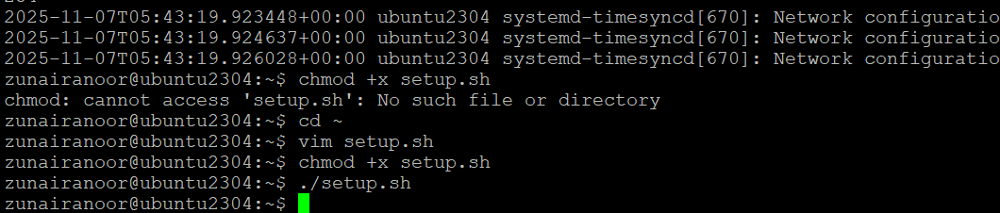 2025-11-07T05:43:19.923448+00:00 ubuntu2304 systemd-timesyncd[670]: Network configuratio
2025-11-07T05:43:19.924637+00:00 ubuntu2304 systemd-timesyncd[670]: Network configuratio
2025-11-07T05:43:19.926028+00:00 ubuntu2304 systemd-timesyncd[670]: Network configuratio
zunairanoor@ubuntu2304:~$ chmod +x setup.sh
chmod: cannot access 'setup.sh': No such file or directory
zunairanoor@ubuntu2304:~$ cd ~
zunairanoor@ubuntu2304:~$ vim setup.sh
zunairanoor@ubuntu2304:~$ chmod +x setup.sh
zunairanoor@ubuntu2304:~$ ./setup.sh
zunairanoor@ubuntu2304:~$